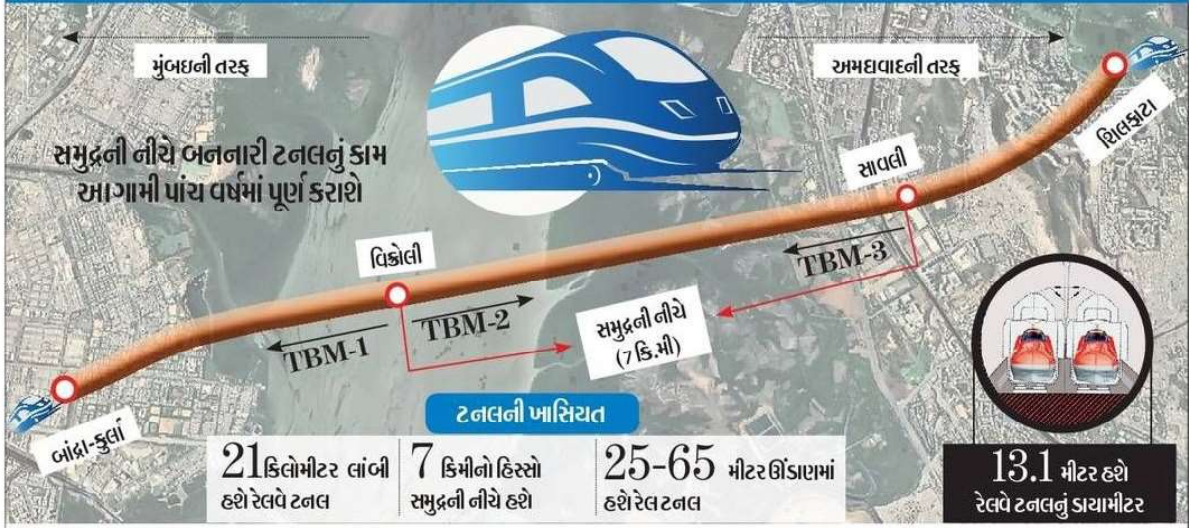 મુંબઇની તરફ
અમદાવાદની તરફ
શિલફાટા
સમુદ્રની નીચે બનનારી ટનલનું કામ
આગામી પાંચ વર્ષમાં પૂર્ણ કરાશે
સાવલી
વિક્રોલી
TBM-3
TBM-2
TBM-1
સમુદ્રની નીચે
(7 કિ.મી)
બાંદ્રા-કુર્લા
ટનલની ખાસિયત
21 કિલોમીટર લાંબી
હશે રેલવે ટનલ
7 કિમીનો હિસ્સો
સમુદ્રની નીચે હશે
25-65 મીટર ઊંડાણમાં
હશે રેલ ટનલ
13.1 મીટર હશે
રેલવે ટનલનું ડાયામીટર